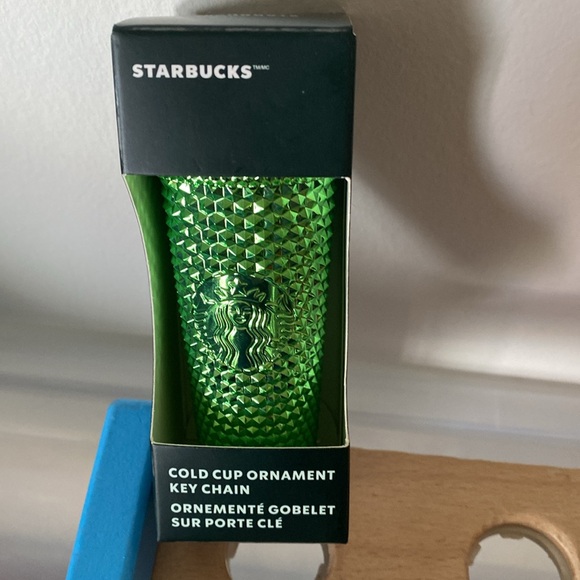 STARBUCKS™/MC
COLD CUP ORNAMENT
KEY CHAIN
ORNEMENTÉ GOBELET
SUR PORTE CLÉ